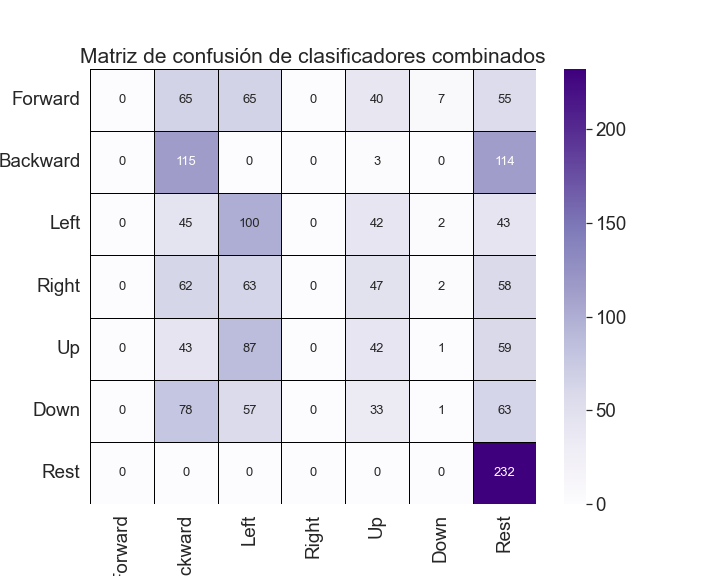 Matriz de confusión de clasificadores combinados
Forward 0 65 65 0 40 7 55
Backward 0 115 0 0 3 0 114
Left 0 45 100 0 42 2 43
Right 0 62 63 0 47 2 58
Up 0 43 87 0 42 1 59
Down 0 78 57 0 33 1 63
Rest 0 0 0 0 0 0 232
Forward ckward Left Right Up Down Rest
200
150
100
50
0